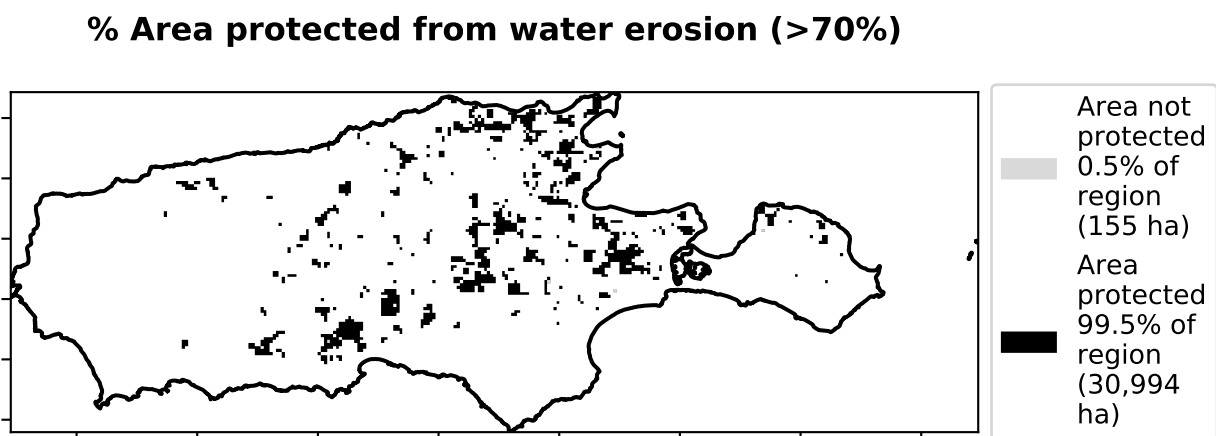 % Area protected from water erosion (>70%)
Area not
protected
0.5% of
region
(155 ha)
Area
protected
99.5% of
region
(30,994
ha)